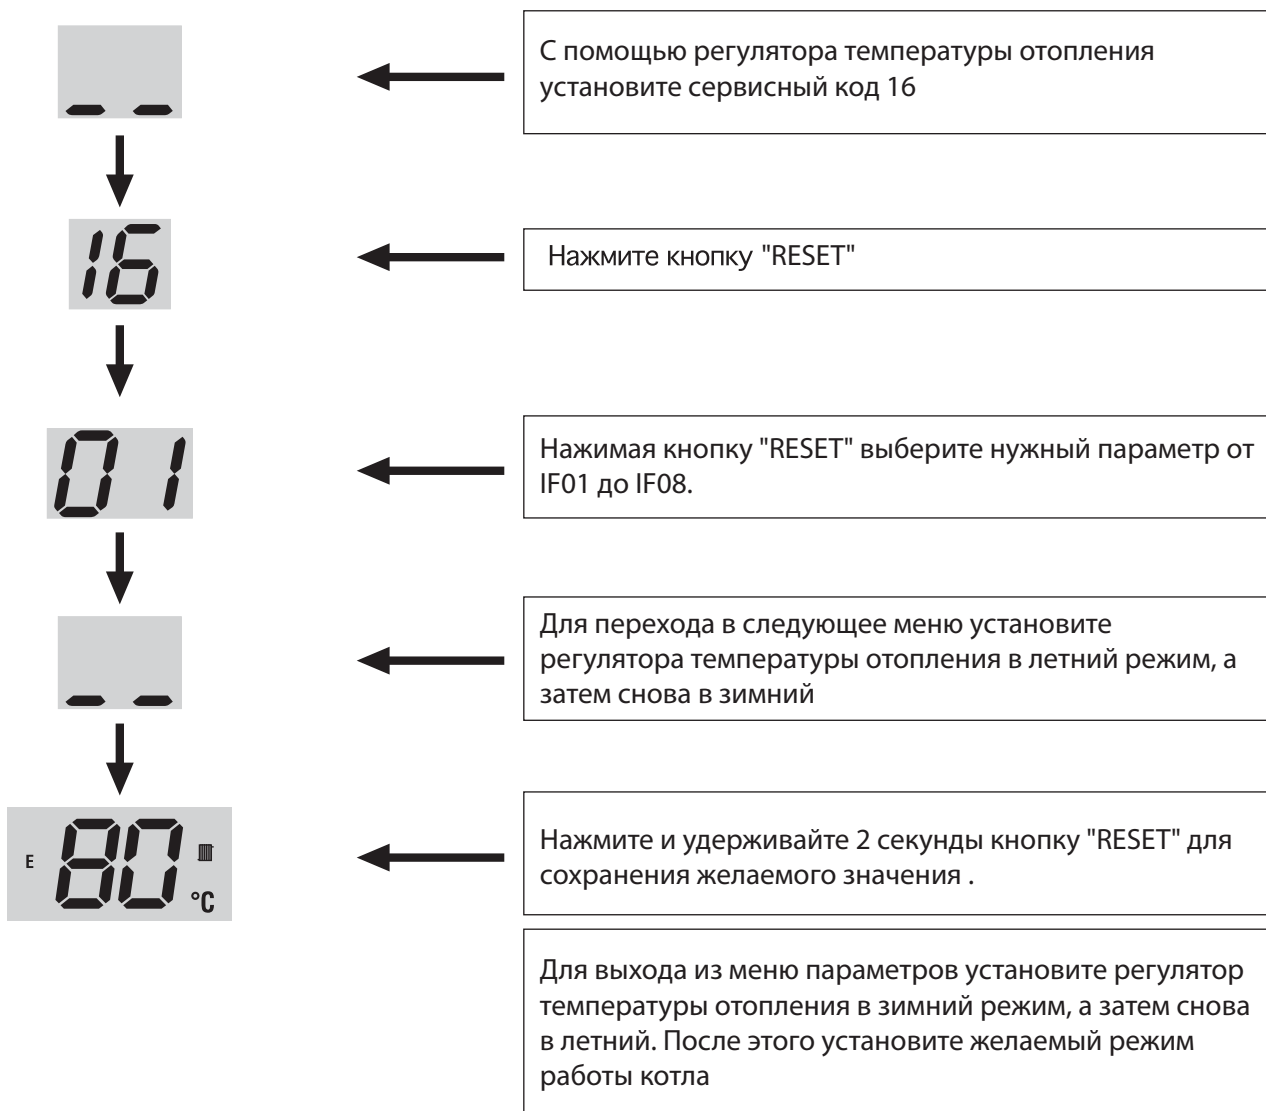 С помощью регулятора температуры отопления
установите сервисный код 16
16
Нажмите кнопку "RESET"
01
Нажимая кнопку "RESET" выберите нужный параметр от
IF01 до IF08.
Для перехода в следующее меню установите
регулятора температуры отопления в летний режим, а
затем снова в зимний
E 80 °C
Нажмите и удерживайте 2 секунды кнопку "RESET" для
сохранения желаемого значения .
Для выхода из меню параметров установите регулятор
температуры отопления в зимний режим, а затем снова
в летний. После этого установите желаемый режим
работы котла